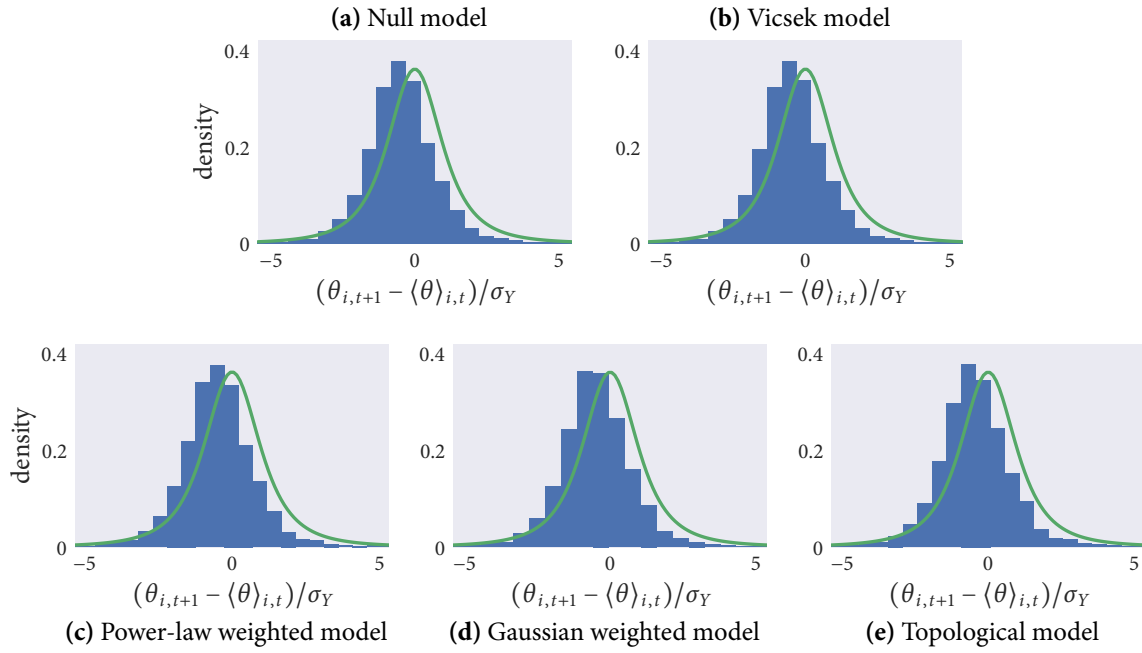 (a) Null model
(b) Vicsek model
density
0.4
0.2
0
−5
0
5
(θ_{i,t+1} − ⟨θ⟩_{i,t})/σ_Y
0.4
0.2
0
−5
0
5
(θ_{i,t+1} − ⟨θ⟩_{i,t})/σ_Y
density
0.4
0.2
0
−5
0
5
(θ_{i,t+1} − ⟨θ⟩_{i,t})/σ_Y
(c) Power-law weighted model
0.4
0.2
0
−5
0
5
(θ_{i,t+1} − ⟨θ⟩_{i,t})/σ_Y
(d) Gaussian weighted model
0.4
0.2
0
−5
0
5
(θ_{i,t+1} − ⟨θ⟩_{i,t})/σ_Y
(e) Topological model